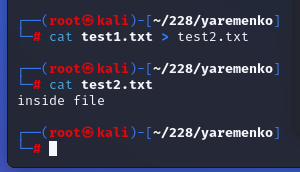 ┌──(root㉿kali)-[~/228/yaremenko]
└─# cat test1.txt > test2.txt
┌──(root㉿kali)-[~/228/yaremenko]
└─# cat test2.txt
inside file
┌──(root㉿kali)-[~/228/yaremenko]
└─#